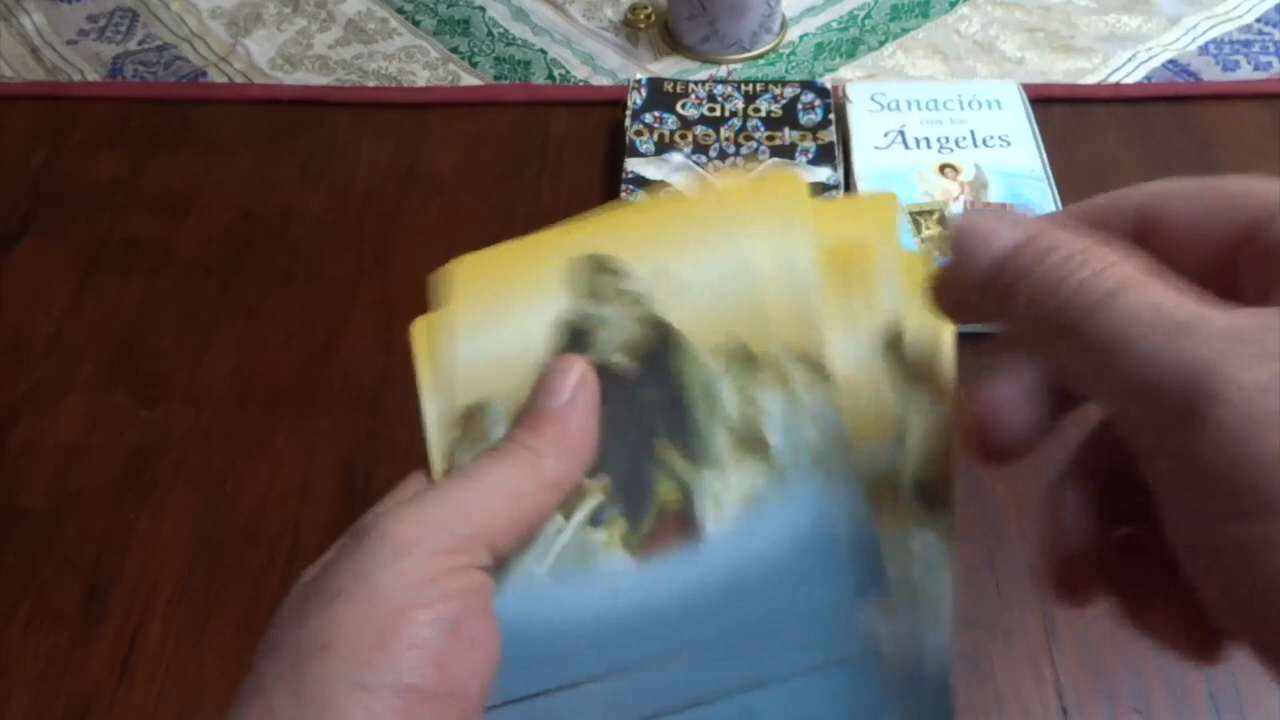 Cartas
Angelicales
Sanación
con los
Ángeles